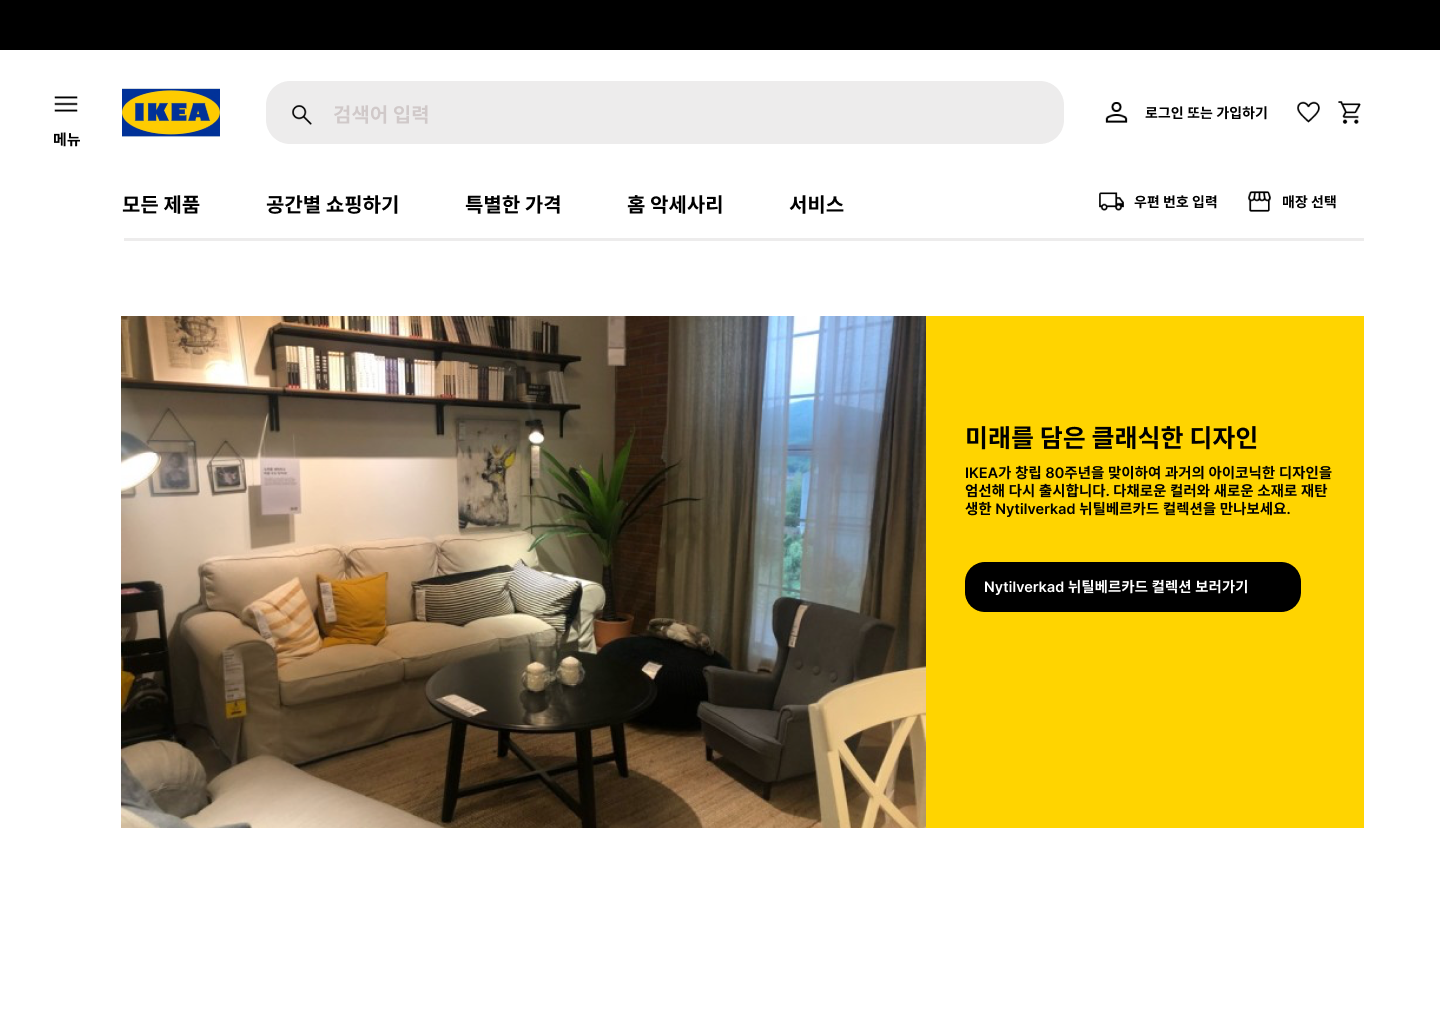 메뉴
IKEA
검색어 입력
로그인 또는 가입하기
모든 제품
공간별 쇼핑하기
특별한 가격
홈 악세사리
서비스
우편 번호 입력
매장 선택
미래를 담은 클래식한 디자인
IKEA가 창립 80주년을 맞이하여 과거의 아이코닉한 디자인을
엄선해 다시 출시합니다. 다채로운 컬러와 새로운 소재로 재탄
생한 Nytilverkad 뉘틸베르카드 컬렉션을 만나보세요.
Nytilverkad 뉘틸베르카드 컬렉션 보러가기